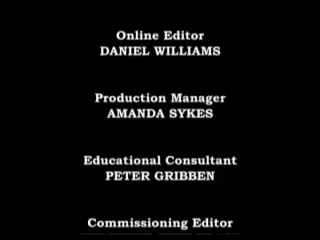 Online Editor
DANIEL WILLIAMS
Production Manager
AMANDA SYKES
Educational Consultant
PETER GRIBBEN
Commissioning Editor